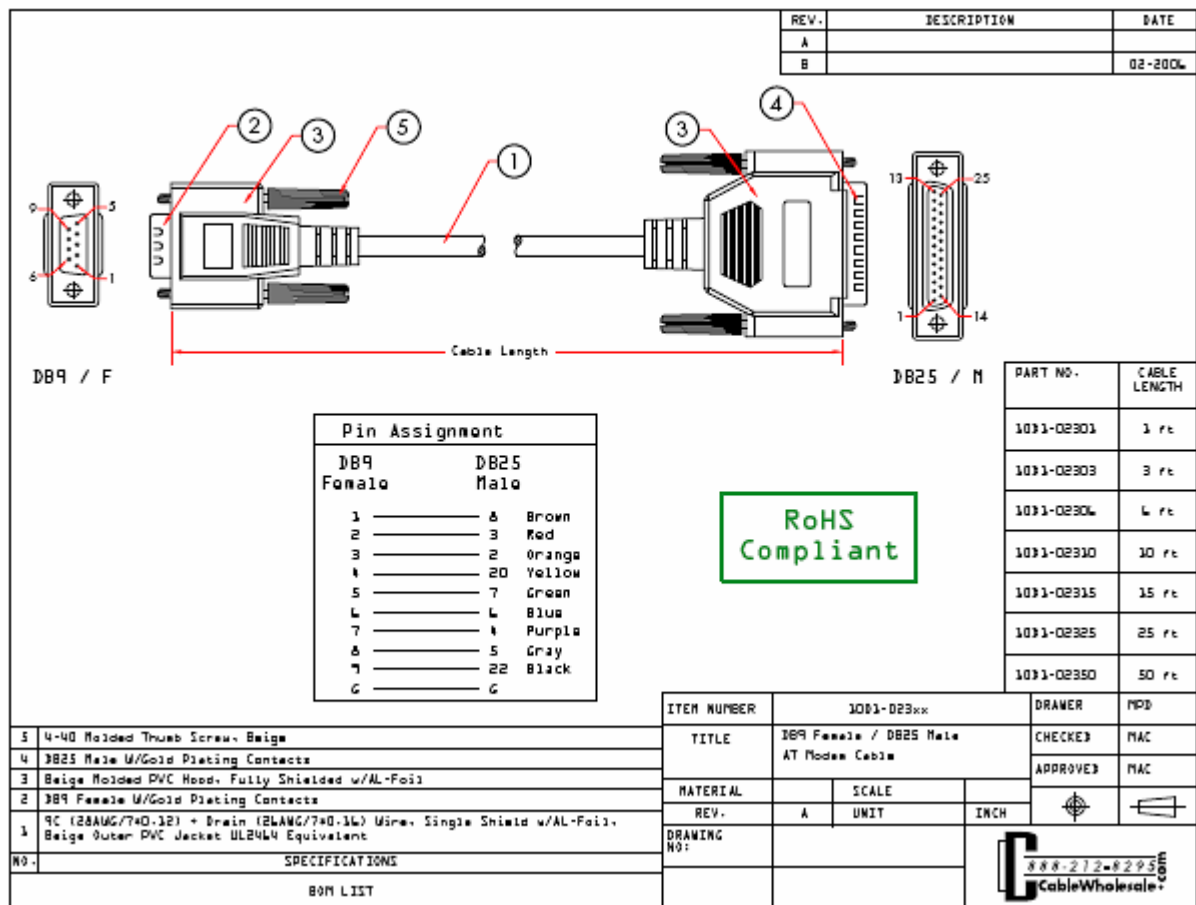 REV. DESCRIPTION DATE
A
B 02-2006
2
3
5
1
3
4
9 5
6 1
13 25
1 14
Cable Length
DB9 / F
DB25 / M
PART NO. CABLE LENGTH
10D1-02301 1 ft
10D1-02303 3 ft
10D1-02306 6 ft
10D1-02310 10 ft
10D1-02315 15 ft
10D1-02325 25 ft
10D1-02350 50 ft
Pin Assignment
DB9 Female DB25 Male
1 8 Brown
2 3 Red
3 2 Orange
4 20 Yellow
5 7 Green
6 6 Blue
7 4 Purple
8 5 Gray
9 22 Black
G G
RoHS
Compliant
5 4-40 Molded Thumb Screw, Beige
4 DB25 Male W/Gold Plating Contacts
3 Beige Molded PVC Hood, Fully Shielded w/AL-Foil
2 DB9 Female W/Gold Plating Contacts
1 9C (28AWG/7*0.12) + Drain (26AWG/7*0.16) Wire, Single Shield w/AL-Foil,
Beige Outer PVC Jacket UL2464 Equivalent
NO. SPECIFICATIONS
BOM LIST
ITEM NUMBER 10D1-023xx DRAWER MPD
TITLE DB9 Female / DB25 Male
AT Modem Cable
CHECKED MAC
APPROVED MAC
MATERIAL SCALE
REV. A UNIT INCH
DRAWING NO:
888-212-8295
CableWholesale.com